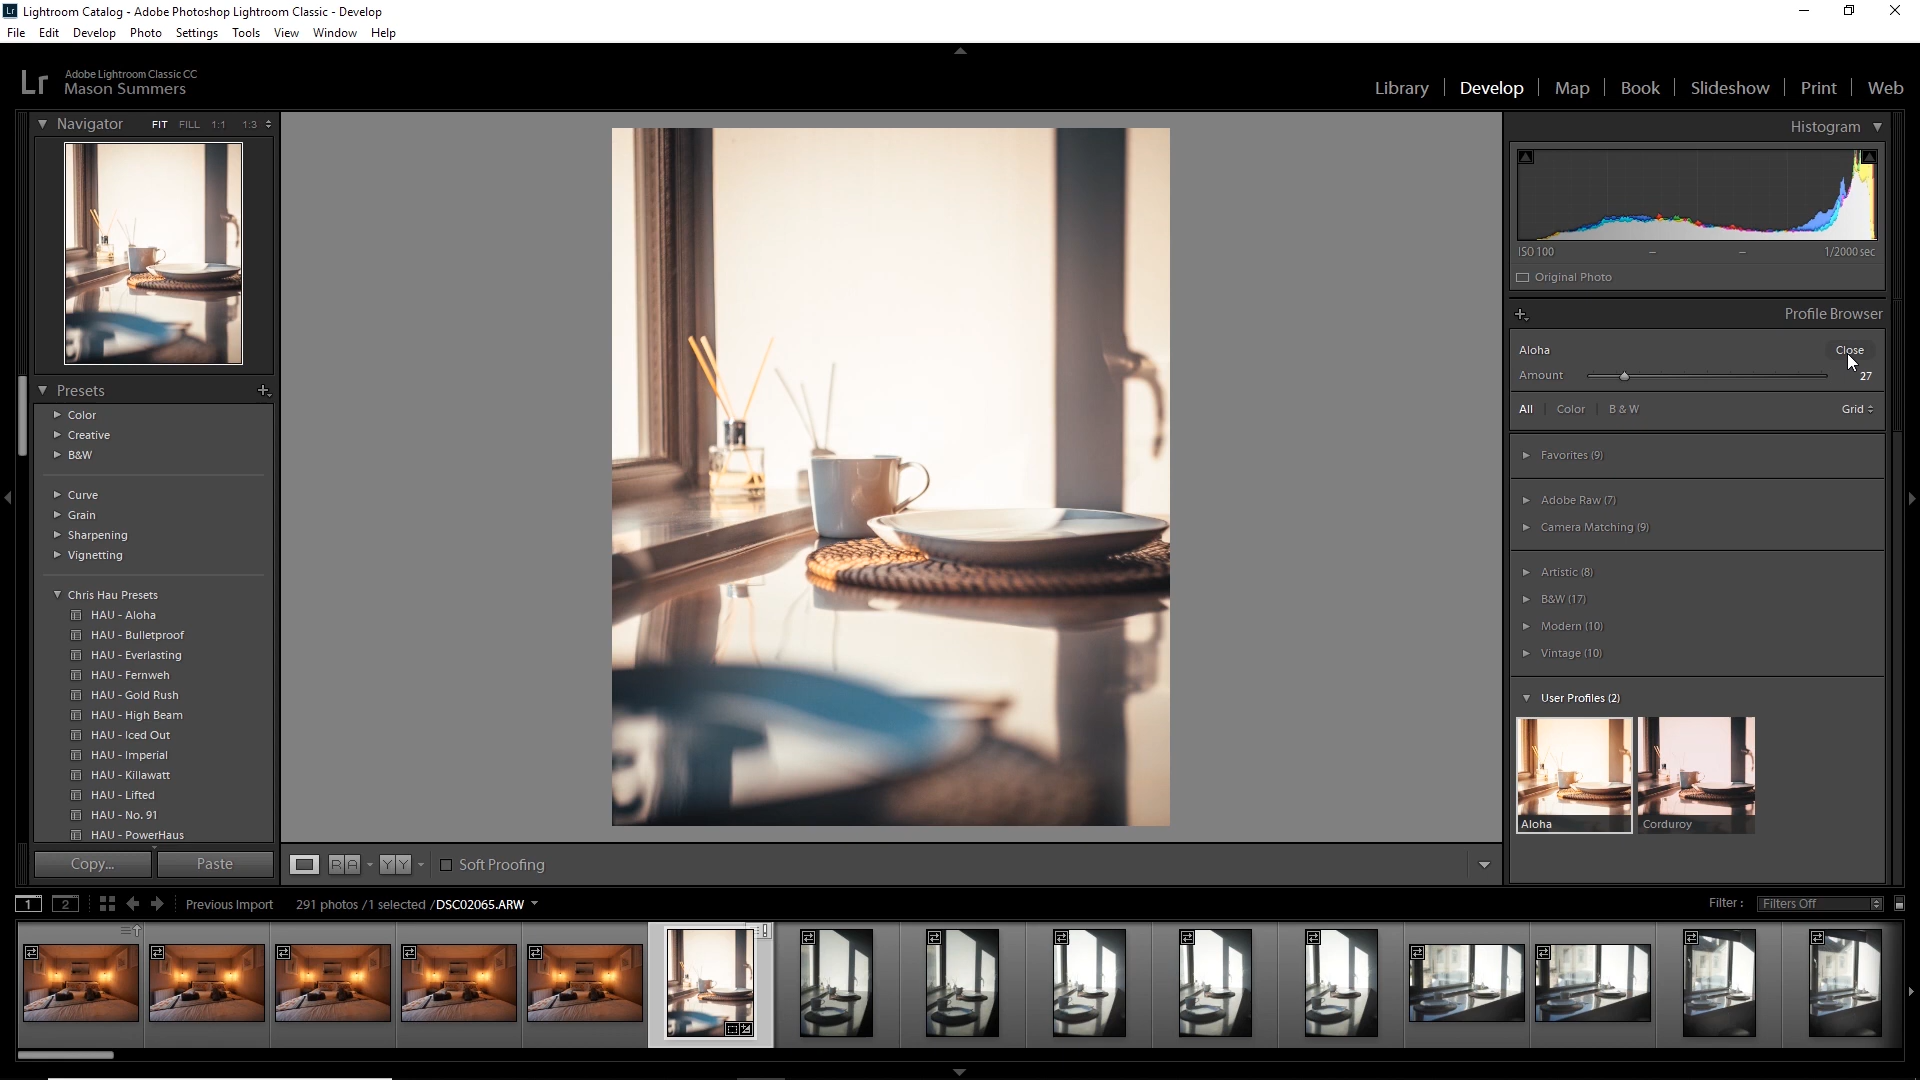 Lr Lightroom Catalog - Adobe Photoshop Lightroom Classic - Develop
File Edit Develop Photo Settings Tools View Window Help
Lr Adobe Lightroom Classic CC
Mason Summers
Library Develop Map Book Slideshow Print Web
Navigator FIT FILL 1:1 1:3
Presets
Color
Creative
B&W
Curve
Grain
Sharpening
Vignetting
Chris Hau Presets
HAU - Aloha
HAU - Bulletproof
HAU - Everlasting
HAU - Fernweh
HAU - Gold Rush
HAU - High Beam
HAU - Iced Out
HAU - Imperial
HAU - Killawatt
HAU - Lifted
HAU - No. 91
HAU - PowerHaus
Copy... Paste
R A Y Y Soft Proofing
Histogram
ISO 100 – – 1/2000 sec
Original Photo
Profile Browser
Aloha Close
Amount 27
All Color B & W Grid
Favorites (9)
Adobe Raw (7)
Camera Matching (9)
Artistic (8)
B&W (17)
Modern (10)
Vintage (10)
User Profiles (2)
Aloha Corduroy
1 2 Previous Import 291 photos /1 selected /DSC02065.ARW Filter : Filters Off